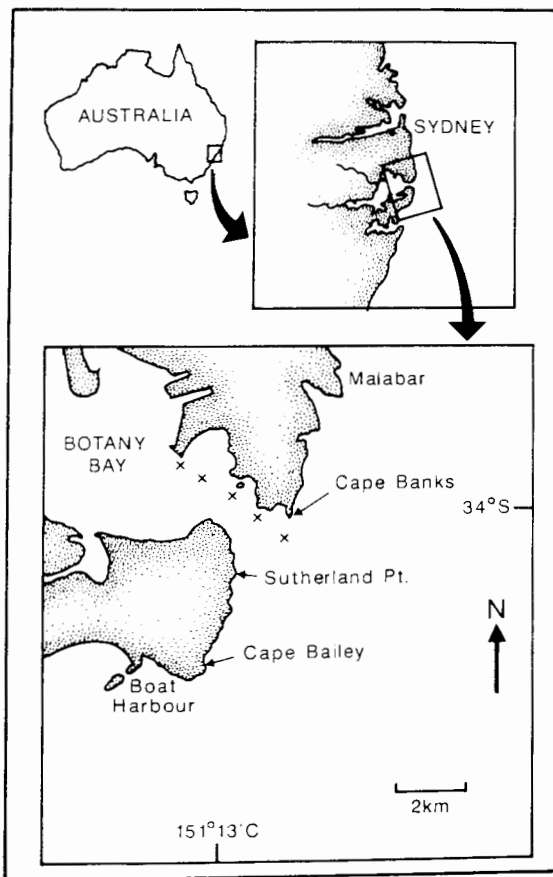 AUSTRALIA
SYDNEY
Malabar
BOTANY
BAY
Cape Banks
34°S
Sutherland Pt.
N
Cape Bailey
Boat
Harbour
2km
151°13'C